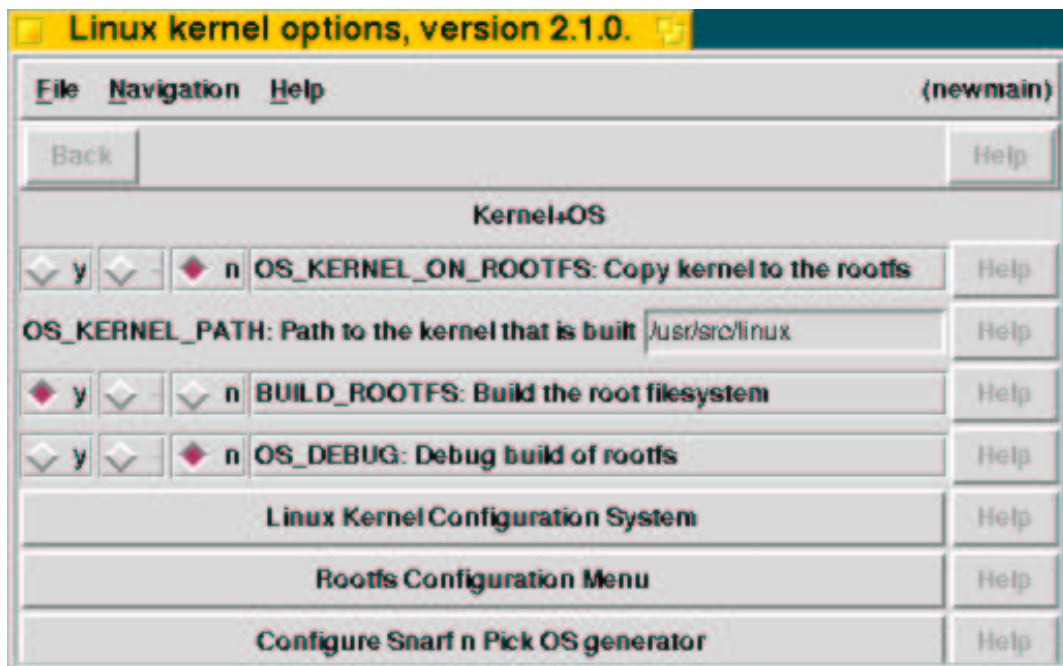 Linux kernel options, version 2.1.0.
File Navigation Help (newmain)
Back Help
Kernel+OS
y - n OS_KERNEL_ON_ROOTFS: Copy kernel to the rootfs Help
OS_KERNEL_PATH: Path to the kernel that is built /usr/src/linux Help
y - n BUILD_ROOTFS: Build the root filesystem Help
y - n OS_DEBUG: Debug build of rootfs Help
Linux Kernel Configuration System Help
Rootfs Configuration Menu Help
Configure Snarf n Pick OS generator Help